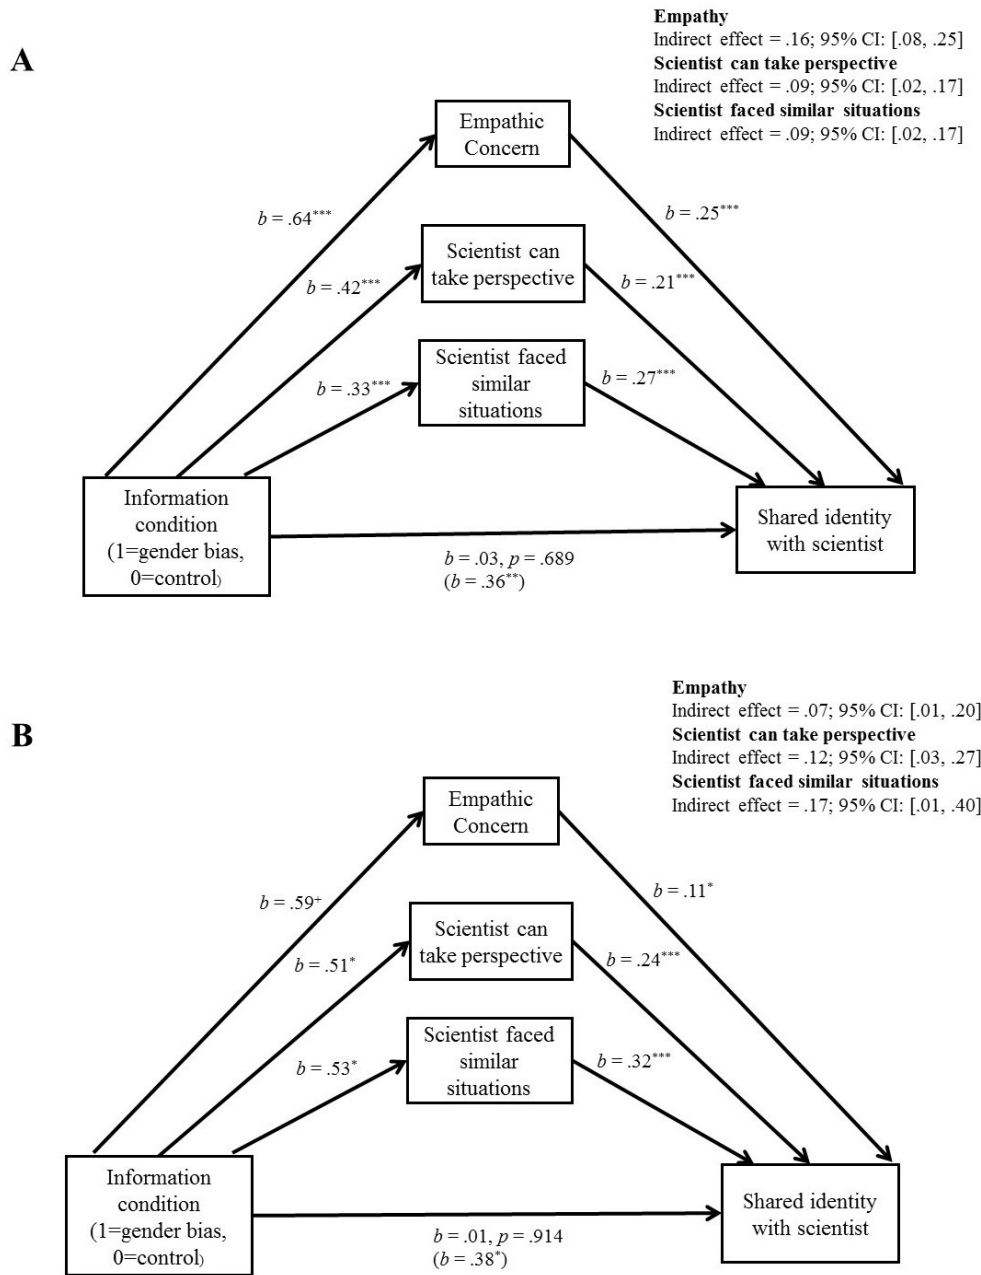 Empathy
Indirect effect = .16; 95% CI: [.08, .25]
Scientist can take perspective
Indirect effect = .09; 95% CI: [.02, .17]
Scientist faced similar situations
Indirect effect = .09; 95% CI: [.02, .17]
A
Empathic
Concern
b = .64***
b = .25***
Scientist can
take perspective
b = .42***
b = .21***
Scientist faced
similar
situations
b = .33***
b = .27***
Information
condition
(1=gender bias,
0=control)
Shared identity
with scientist
b = .03, p = .689
(b = .36**)
Empathy
Indirect effect = .07; 95% CI: [.01, .20]
Scientist can take perspective
Indirect effect = .12; 95% CI: [.03, .27]
Scientist faced similar situations
Indirect effect = .17; 95% CI: [.01, .40]
B
Empathic
Concern
b = .59+
b = .11*
Scientist can
take perspective
b = .51*
b = .24***
Scientist faced
similar
situations
b = .53*
b = .32***
Information
condition
(1=gender bias,
0=control)
Shared identity
with scientist
b = .01, p = .914
(b = .38*)